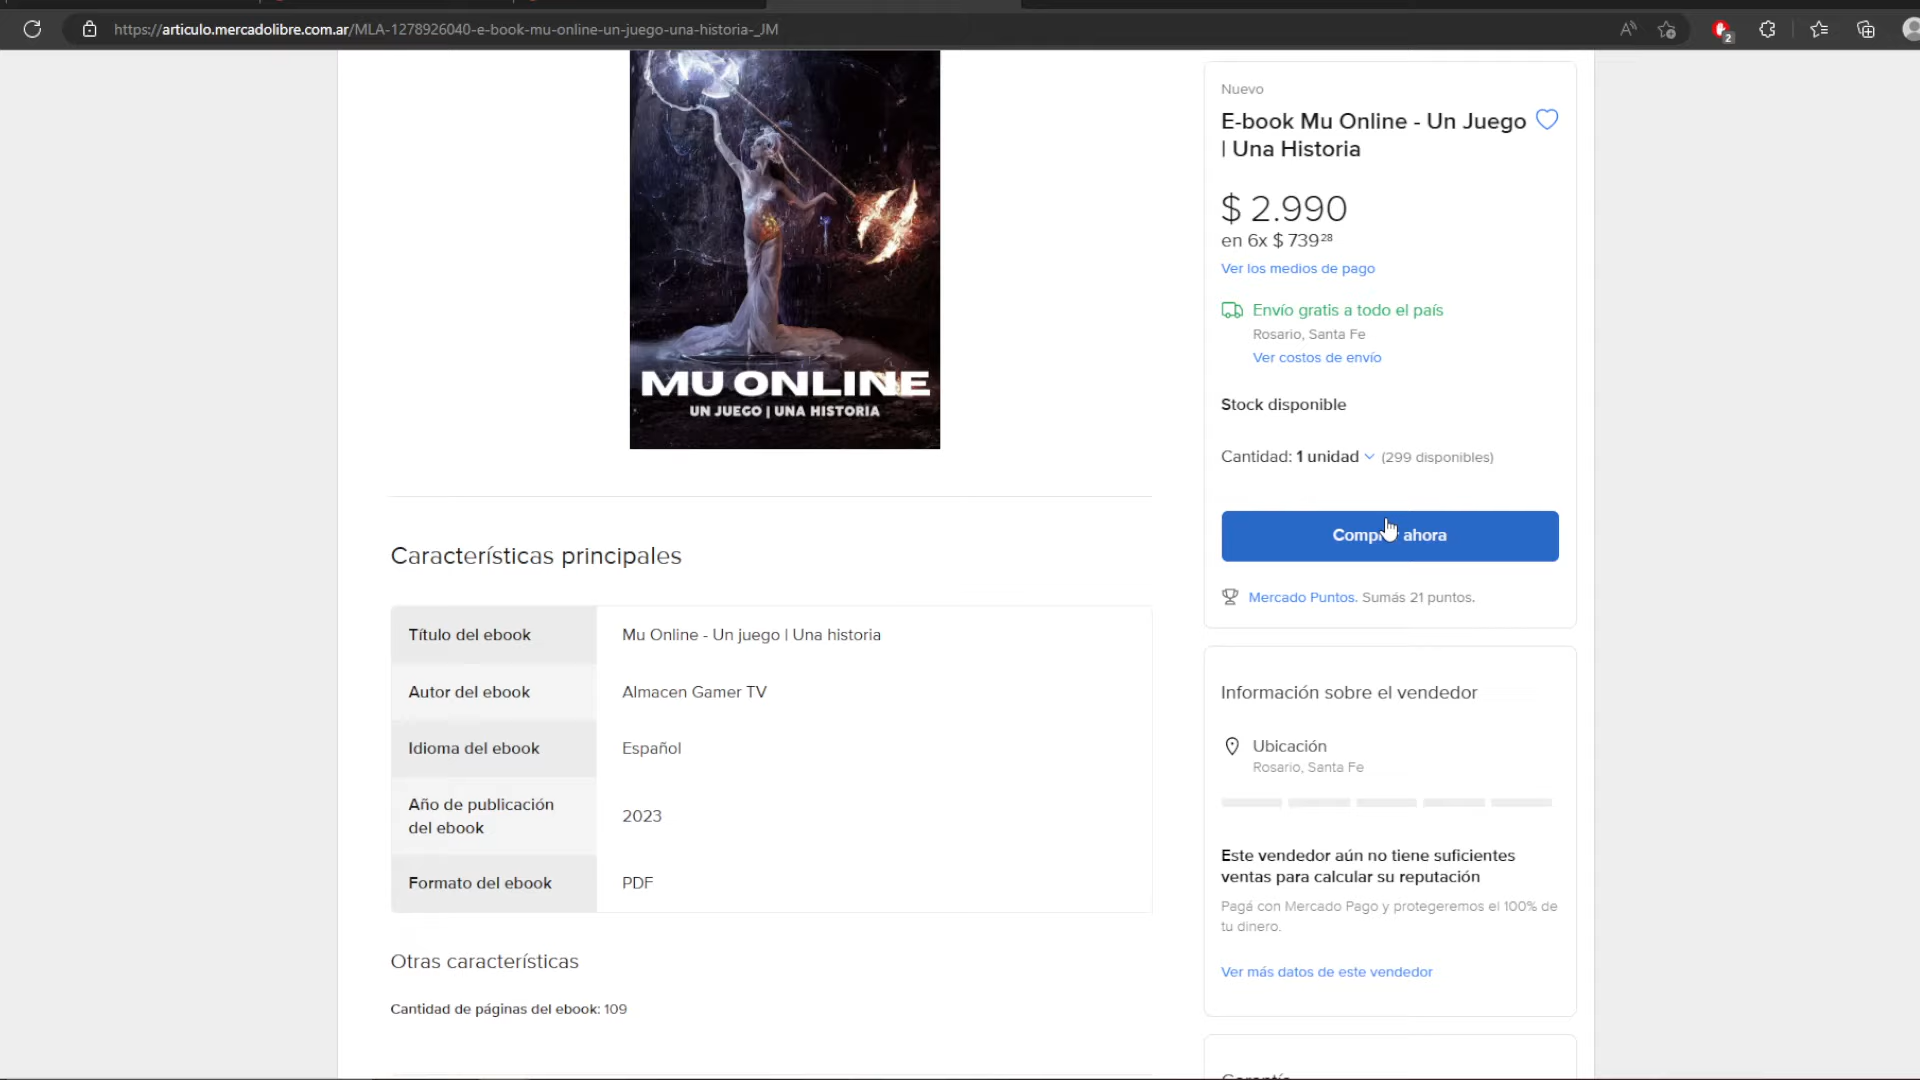 https://articulo.mercadolibre.com.ar/MLA-1278926040-e-book-mu-online-un-juego-una-historia-_JM
2
MU ONLINE
UN JUEGO | UNA HISTORIA
Características principales
Título del ebook
Mu Online - Un juego | Una historia
Autor del ebook
Almacen Gamer TV
Idioma del ebook
Español
Año de publicación
del ebook
2023
Formato del ebook
PDF
Otras características
Cantidad de páginas del ebook: 109
Nuevo
E-book Mu Online - Un Juego
| Una Historia
$ 2.990
en 6x $ 739 28
Ver los medios de pago
Envío gratis a todo el país
Rosario, Santa Fe
Ver costos de envío
Stock disponible
Cantidad: 1 unidad (299 disponibles)
Comprar ahora
Mercado Puntos. Sumás 21 puntos.
Información sobre el vendedor
Ubicación
Rosario, Santa Fe
Este vendedor aún no tiene suficientes
ventas para calcular su reputación
Pagá con Mercado Pago y protegeremos el 100% de
tu dinero.
Ver más datos de este vendedor